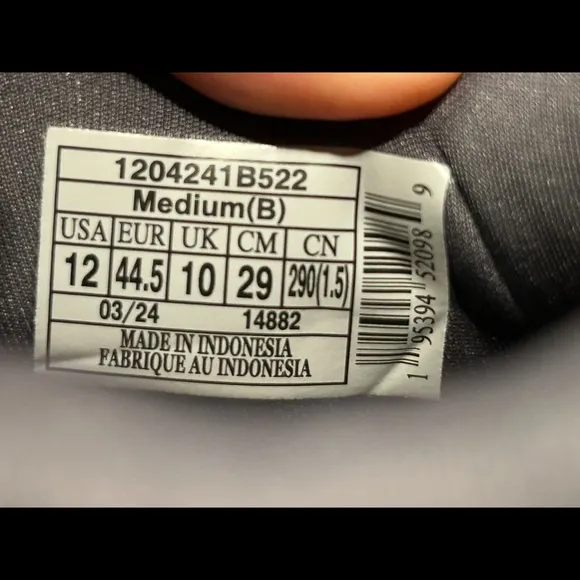 1204241B522
Medium(B)
USA EUR UK CM CN
12 44.5 10 29 290(1.5)
03/24 14882
MADE IN INDONESIA
FABRIQUE AU INDONESIA
1 95394 52098 9